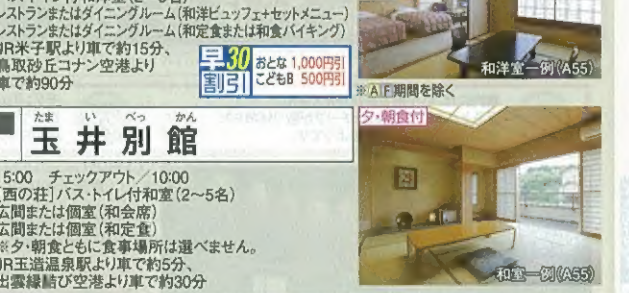 レストランまたはダイニングルーム(和洋ビュッフェ+セットメニュー)
レストランまたはダイニングルーム(和定食または和食バイキング)
JR米子駅より車で約15分、
鳥取砂丘コナン空港より
車で約90分
早30
割引
おとな 1,000円引
こどもB 500円引
和洋室一例(A55)
※A F期間を除く
たま い べっ かん
玉井別館
夕・朝食付
5:00 チェックアウト/10:00
[西の荘]バス・トイレ付和室(2〜5名)
広間または個室(和会席)
広間または個室(和定食)
※夕・朝食ともに食事場所は選べません。
JR玉造温泉駅より車で約5分、
出雲縁結び空港より車で約30分
和室一例(A55)